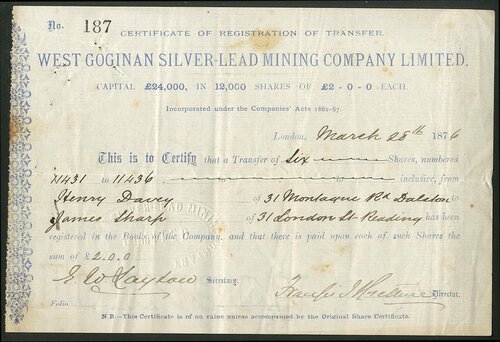 No. 187
CERTIFICATE OF REGISTRATION OF TRANSFER.
WEST GOGINAN SILVER-LEAD MINING COMPANY LIMITED.
CAPITAL £24,000, IN 12,000 SHARES OF £2-0-0 EACH.
Incorporated under the Companies' Acts 1862-67.
London, March 28th 1876
This is to Certify that a Transfer of Six Shares, numbered
11431 to 11436 inclusive, from
Henry Davey of 31 Montague Rd Dalston
to James Sharp of 31 London St Reading has been
registered in the Books of the Company, and that there is paid upon each of such Shares the
sum of £2.0.0
E. W. Secretary.
Director.
Folio
N.B.—This Certificate is of no value unless accompanied by the Original Share Certificate.